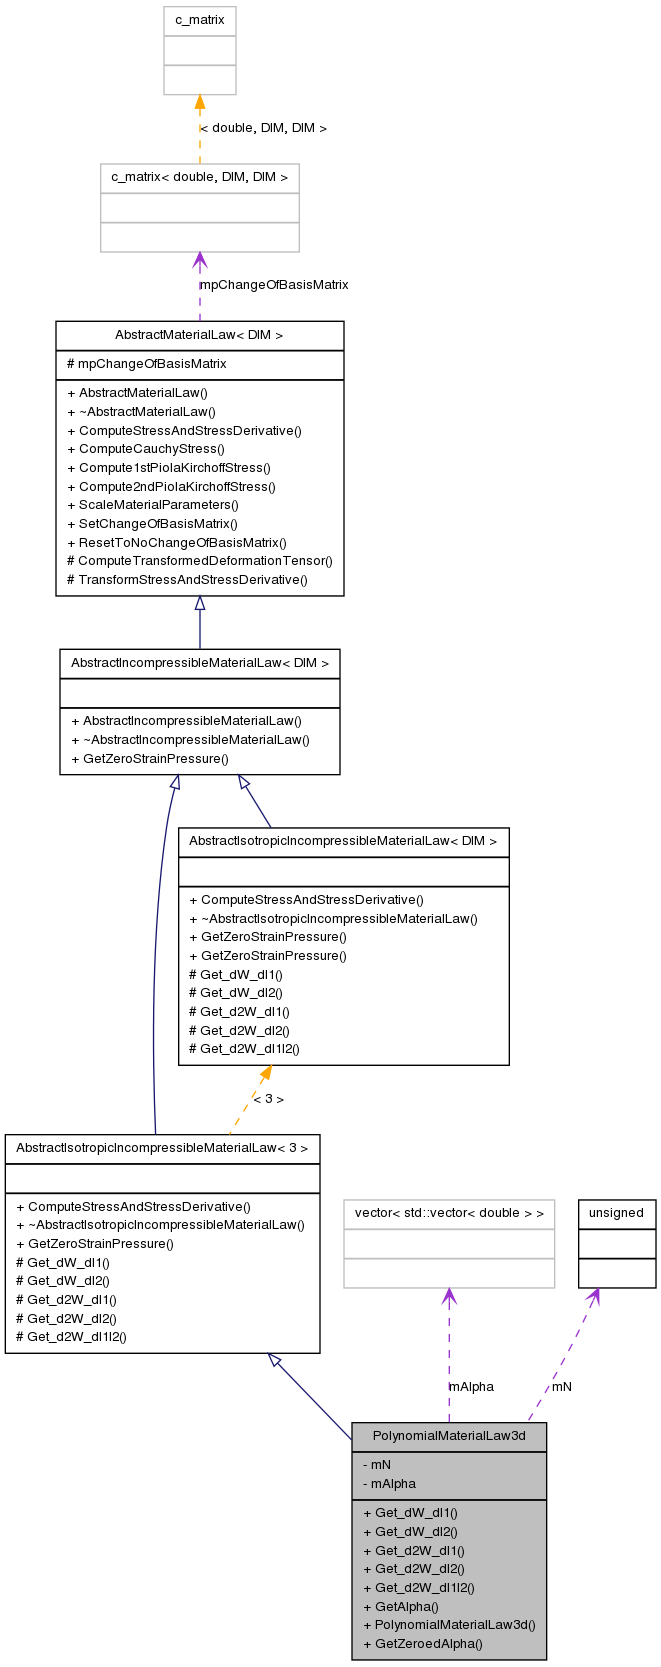 c_matrix
< double, DIM, DIM >
c_matrix< double, DIM, DIM >
mpChangeOfBasisMatrix
AbstractMaterialLaw< DIM >
# mpChangeOfBasisMatrix
+ AbstractMaterialLaw()
+ ~AbstractMaterialLaw()
+ ComputeStressAndStressDerivative()
+ ComputeCauchyStress()
+ Compute1stPiolaKirchoffStress()
+ Compute2ndPiolaKirchoffStress()
+ ScaleMaterialParameters()
+ SetChangeOfBasisMatrix()
+ ResetToNoChangeOfBasisMatrix()
# ComputeTransformedDeformationTensor()
# TransformStressAndStressDerivative()
AbstractIncompressibleMaterialLaw< DIM >
+ AbstractIncompressibleMaterialLaw()
+ ~AbstractIncompressibleMaterialLaw()
+ GetZeroStrainPressure()
AbstractIsotropicIncompressibleMaterialLaw< DIM >
+ ComputeStressAndStressDerivative()
+ ~AbstractIsotropicIncompressibleMaterialLaw()
+ GetZeroStrainPressure()
+ GetZeroStrainPressure()
# Get_dW_dI1()
# Get_dW_dI2()
# Get_d2W_dI1()
# Get_d2W_dI2()
# Get_d2W_dI1I2()
< 3 >
AbstractIsotropicIncompressibleMaterialLaw< 3 >
+ ComputeStressAndStressDerivative()
+ ~AbstractIsotropicIncompressibleMaterialLaw()
+ GetZeroStrainPressure()
# Get_dW_dI1()
# Get_dW_dI2()
# Get_d2W_dI1()
# Get_d2W_dI2()
# Get_d2W_dI1I2()
vector< std::vector< double > >
unsigned
mAlpha
mN
PolynomialMaterialLaw3d
- mN
- mAlpha
+ Get_dW_dI1()
+ Get_dW_dI2()
+ Get_d2W_dI1()
+ Get_d2W_dI2()
+ Get_d2W_dI1I2()
+ GetAlpha()
+ PolynomialMaterialLaw3d()
+ GetZeroedAlpha()